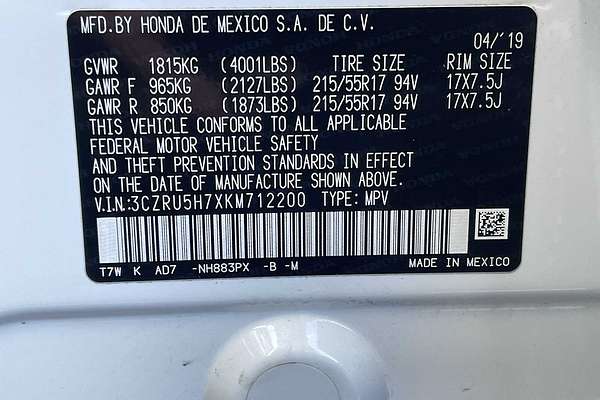 MFD.BY HONDA DE MEXICO S.A. DE C.V.
04/'19
GVWR 1815KG (4001LBS) TIRE SIZE RIM SIZE
GAWR F 965KG (2127LBS) 215/55R17 94V 17X7.5J
GAWR R 850KG (1873LBS) 215/55R17 94V 17X7.5J
THIS VEHICLE CONFORMS TO ALL APPLICABLE
FEDERAL MOTOR VEHICLE SAFETY
AND THEFT PREVENTION STANDARDS IN EFFECT
ON THE DATE OF MANUFACTURE SHOWN ABOVE.
V.I.N:3CZRU5H7XKM712200 TYPE: MPV
T7W K AD7 -NH883PX -B -M MADE IN MEXICO